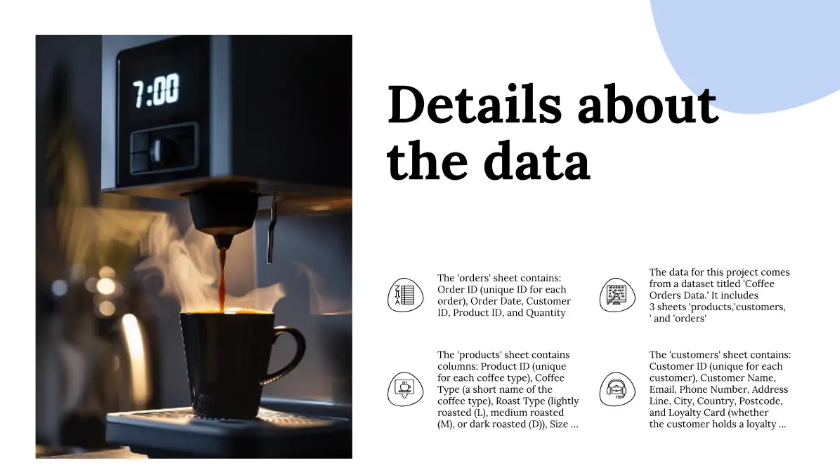 7:00
Details about
the data
The 'orders' sheet contains:
Order ID (unique ID for each
order), Order Date, Customer
ID, Product ID, and Quantity
The data for this project comes
from a dataset titled 'Coffee
Orders Data.' It includes
3 sheets 'products,'customers,
' and 'orders'
The 'products' sheet contains
columns: Product ID (unique
for each coffee type), Coffee
Type (a short name of the
coffee type), Roast Type (lightly
roasted (L), medium roasted
(M), or dark roasted (D)), Size ...
The 'customers' sheet contains:
Customer ID (unique for each
customer), Customer Name,
Email, Phone Number, Address
Line, City, Country, Postcode,
and Loyalty Card (whether
the customer holds a loyalty ...